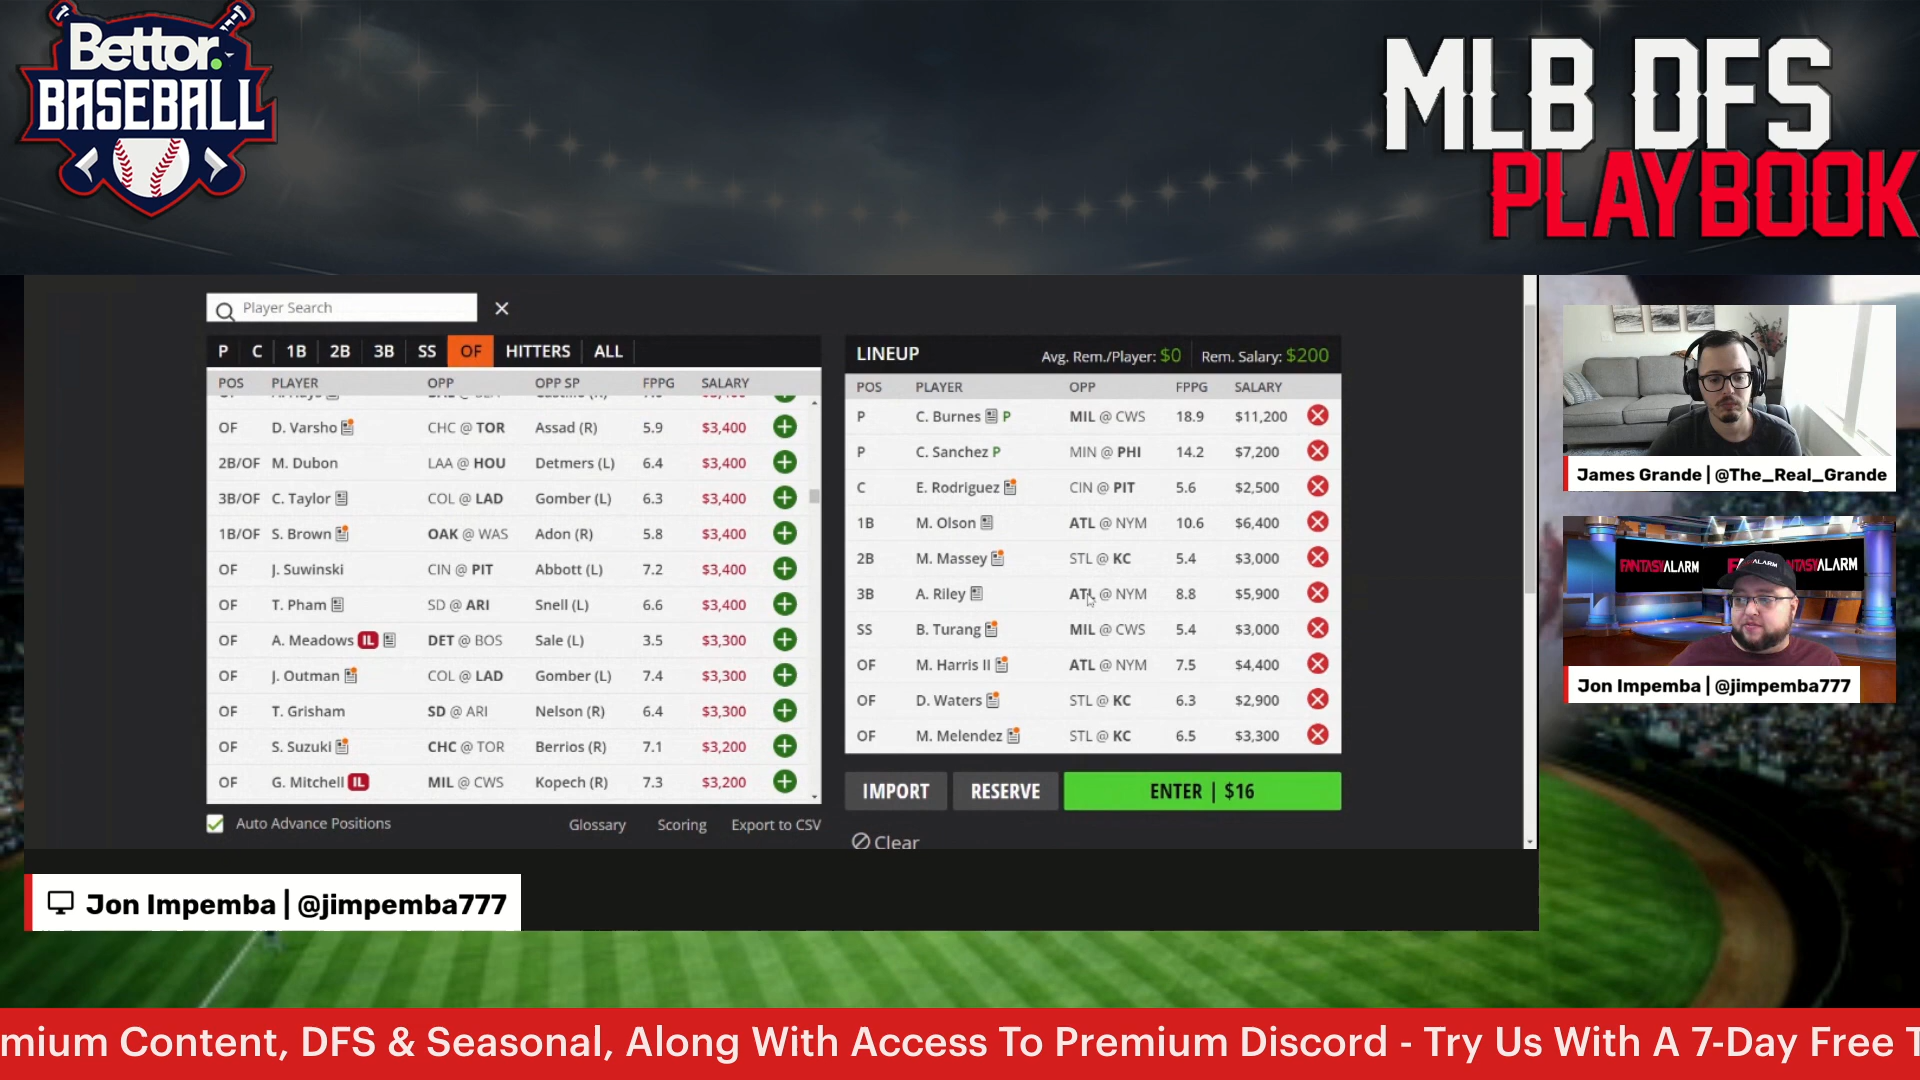 Bettor.
BASEBALL
MLB DFS
PLAYBOOK
Player Search
P C 1B 2B 3B SS OF HITTERS ALL
POS PLAYER OPP OPP SP FPPG SALARY
OF D. Varsho CHC @ TOR Assad (R) 5.9 $3,400
2B/OF M. Dubon LAA @ HOU Detmers (L) 6.4 $3,400
3B/OF C. Taylor COL @ LAD Gomber (L) 6.3 $3,400
1B/OF S. Brown OAK @ WAS Adon (R) 5.8 $3,400
OF J. Suwinski CIN @ PIT Abbott (L) 7.2 $3,400
OF T. Pham SD @ ARI Snell (L) 6.6 $3,400
OF A. Meadows IL DET @ BOS Sale (L) 3.5 $3,300
OF J. Outman COL @ LAD Gomber (L) 7.4 $3,300
OF T. Grisham SD @ ARI Nelson (R) 6.4 $3,300
OF S. Suzuki CHC @ TOR Berrios (R) 7.1 $3,200
OF G. Mitchell IL MIL @ CWS Kopech (R) 7.3 $3,200
Auto Advance Positions Glossary Scoring Export to CSV
LINEUP Avg. Rem./Player: $0 Rem. Salary: $200
POS PLAYER OPP FPPG SALARY
P C. Burnes P MIL @ CWS 18.9 $11,200
P C. Sanchez P MIN @ PHI 14.2 $7,200
C E. Rodriguez CIN @ PIT 5.6 $2,500
1B M. Olson ATL @ NYM 10.6 $6,400
2B M. Massey STL @ KC 5.4 $3,000
3B A. Riley ATL @ NYM 8.8 $5,900
SS B. Turang MIL @ CWS 5.4 $3,000
OF M. Harris II ATL @ NYM 7.5 $4,400
OF D. Waters STL @ KC 6.3 $2,900
OF M. Melendez STL @ KC 6.5 $3,300
IMPORT RESERVE ENTER | $16
Clear
James Grande | @The_Real_Grande
FANTASYALARM
ALARM
Jon Impemba | @jimpemba777
Jon Impemba | @jimpemba777
mium Content, DFS & Seasonal, Along With Access To Premium Discord - Try Us With A 7-Day Free T